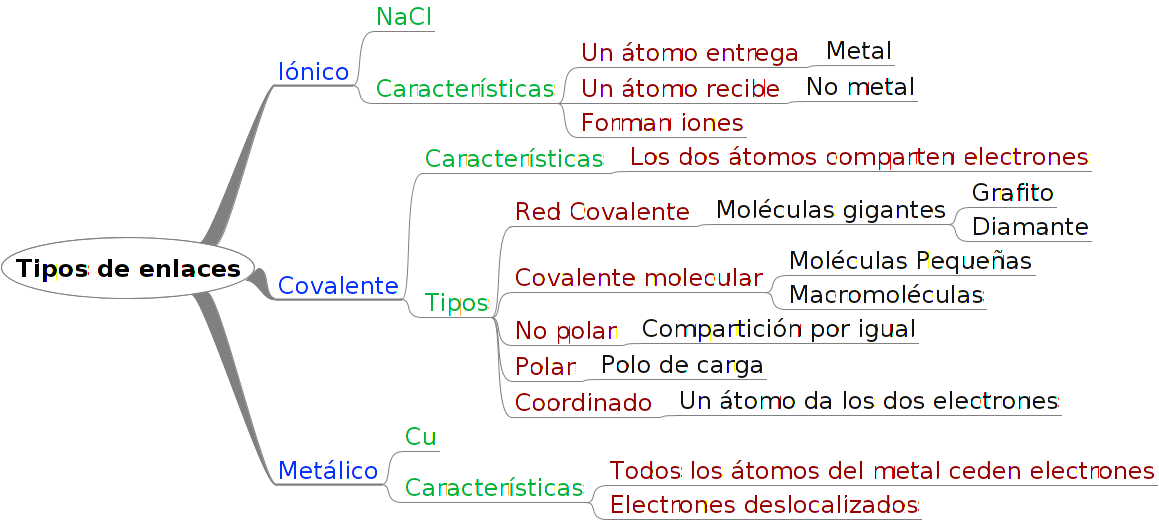 Tipos de enlaces
Iónico
NaCl
Características
Un átomo entrega
Metal
Un átomo recibe
No metal
Forman iones
Covalente
Características
Los dos átomos comparten electrones
Tipos
Red Covalente
Moléculas gigantes
Grafito
Diamante
Covalente molecular
Moléculas Pequeñas
Macromoléculas
No polar
Compartición por igual
Polar
Polo de carga
Coordinado
Un átomo da los dos electrones
Metálico
Cu
Características
Todos los átomos del metal ceden electrones
Electrones deslocalizados